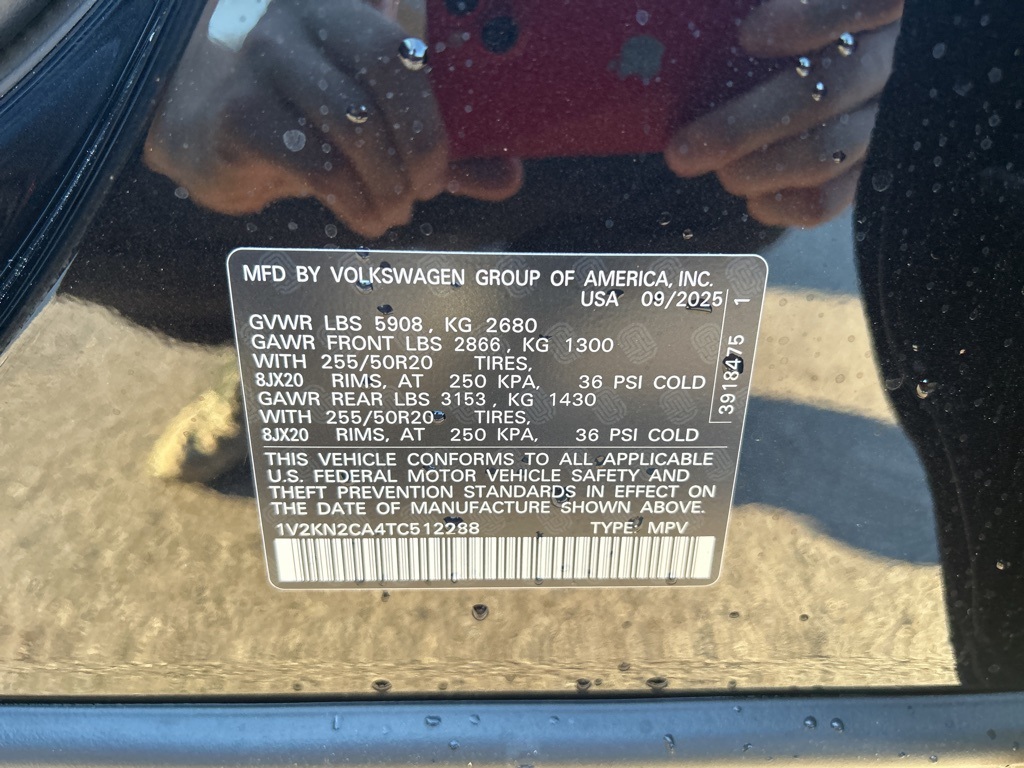 MFD BY VOLKSWAGEN GROUP OF AMERICA, INC.
USA 09/2025
GVWR LBS 5908, KG 2680
GAWR FRONT LBS 2866, KG 1300
WITH 255/50R20 TIRES,
8JX20 RIMS, AT 250 KPA, 36 PSI COLD
GAWR REAR LBS 3153, KG 1430
WITH 255/50R20 TIRES,
8JX20 RIMS, AT 250 KPA, 36 PSI COLD
3918475 1
THIS VEHICLE CONFORMS TO ALL APPLICABLE
U.S. FEDERAL MOTOR VEHICLE SAFETY AND
THEFT PREVENTION STANDARDS IN EFFECT ON
THE DATE OF MANUFACTURE SHOWN ABOVE.
1V2KN2CA4TC512288 TYPE: MPV